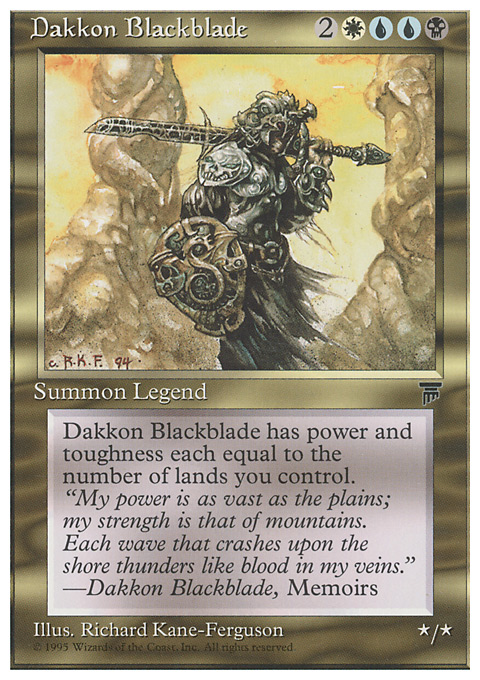 Dakkon Blackblade 2
c. R.K.F. 94.
Summon Legend
Dakkon Blackblade has power and
toughness each equal to the
number of lands you control.
“My power is as vast as the plains;
my strength is that of mountains.
Each wave that crashes upon the
shore thunders like blood in my veins.”
—Dakkon Blackblade, Memoirs
Illus. Richard Kane-Ferguson */*
© 1995 Wizards of the Coast, Inc. All rights reserved